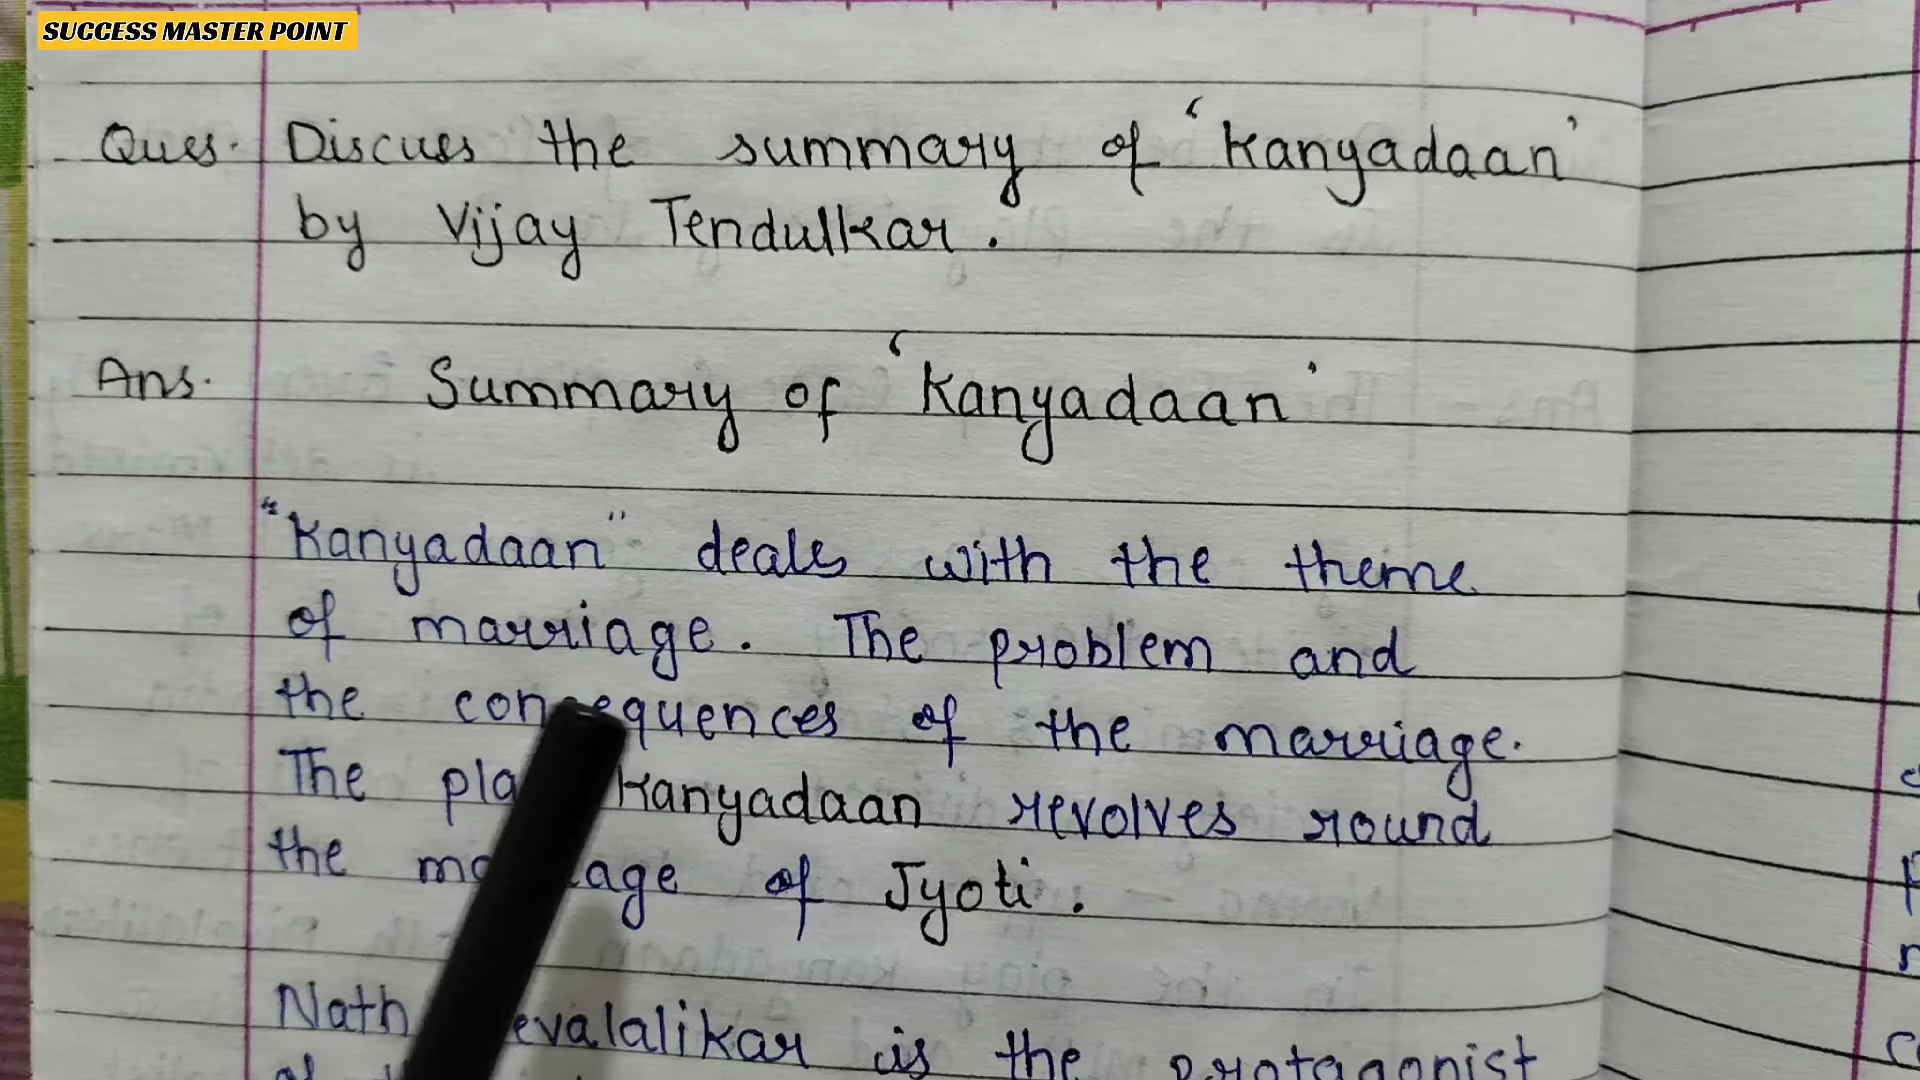 SUCCESS MASTER POINT
Ques. Discuss the summary of 'Kanyadaan'
by Vijay Tendulkar.
Ans. Summary of 'Kanyadaan'
"Kanyadaan" deals with the theme
of marriage. The problem and
the consequences of the marriage.
The Kanyadaan revolves round
the of Jyoti.
Nath is the protagonist